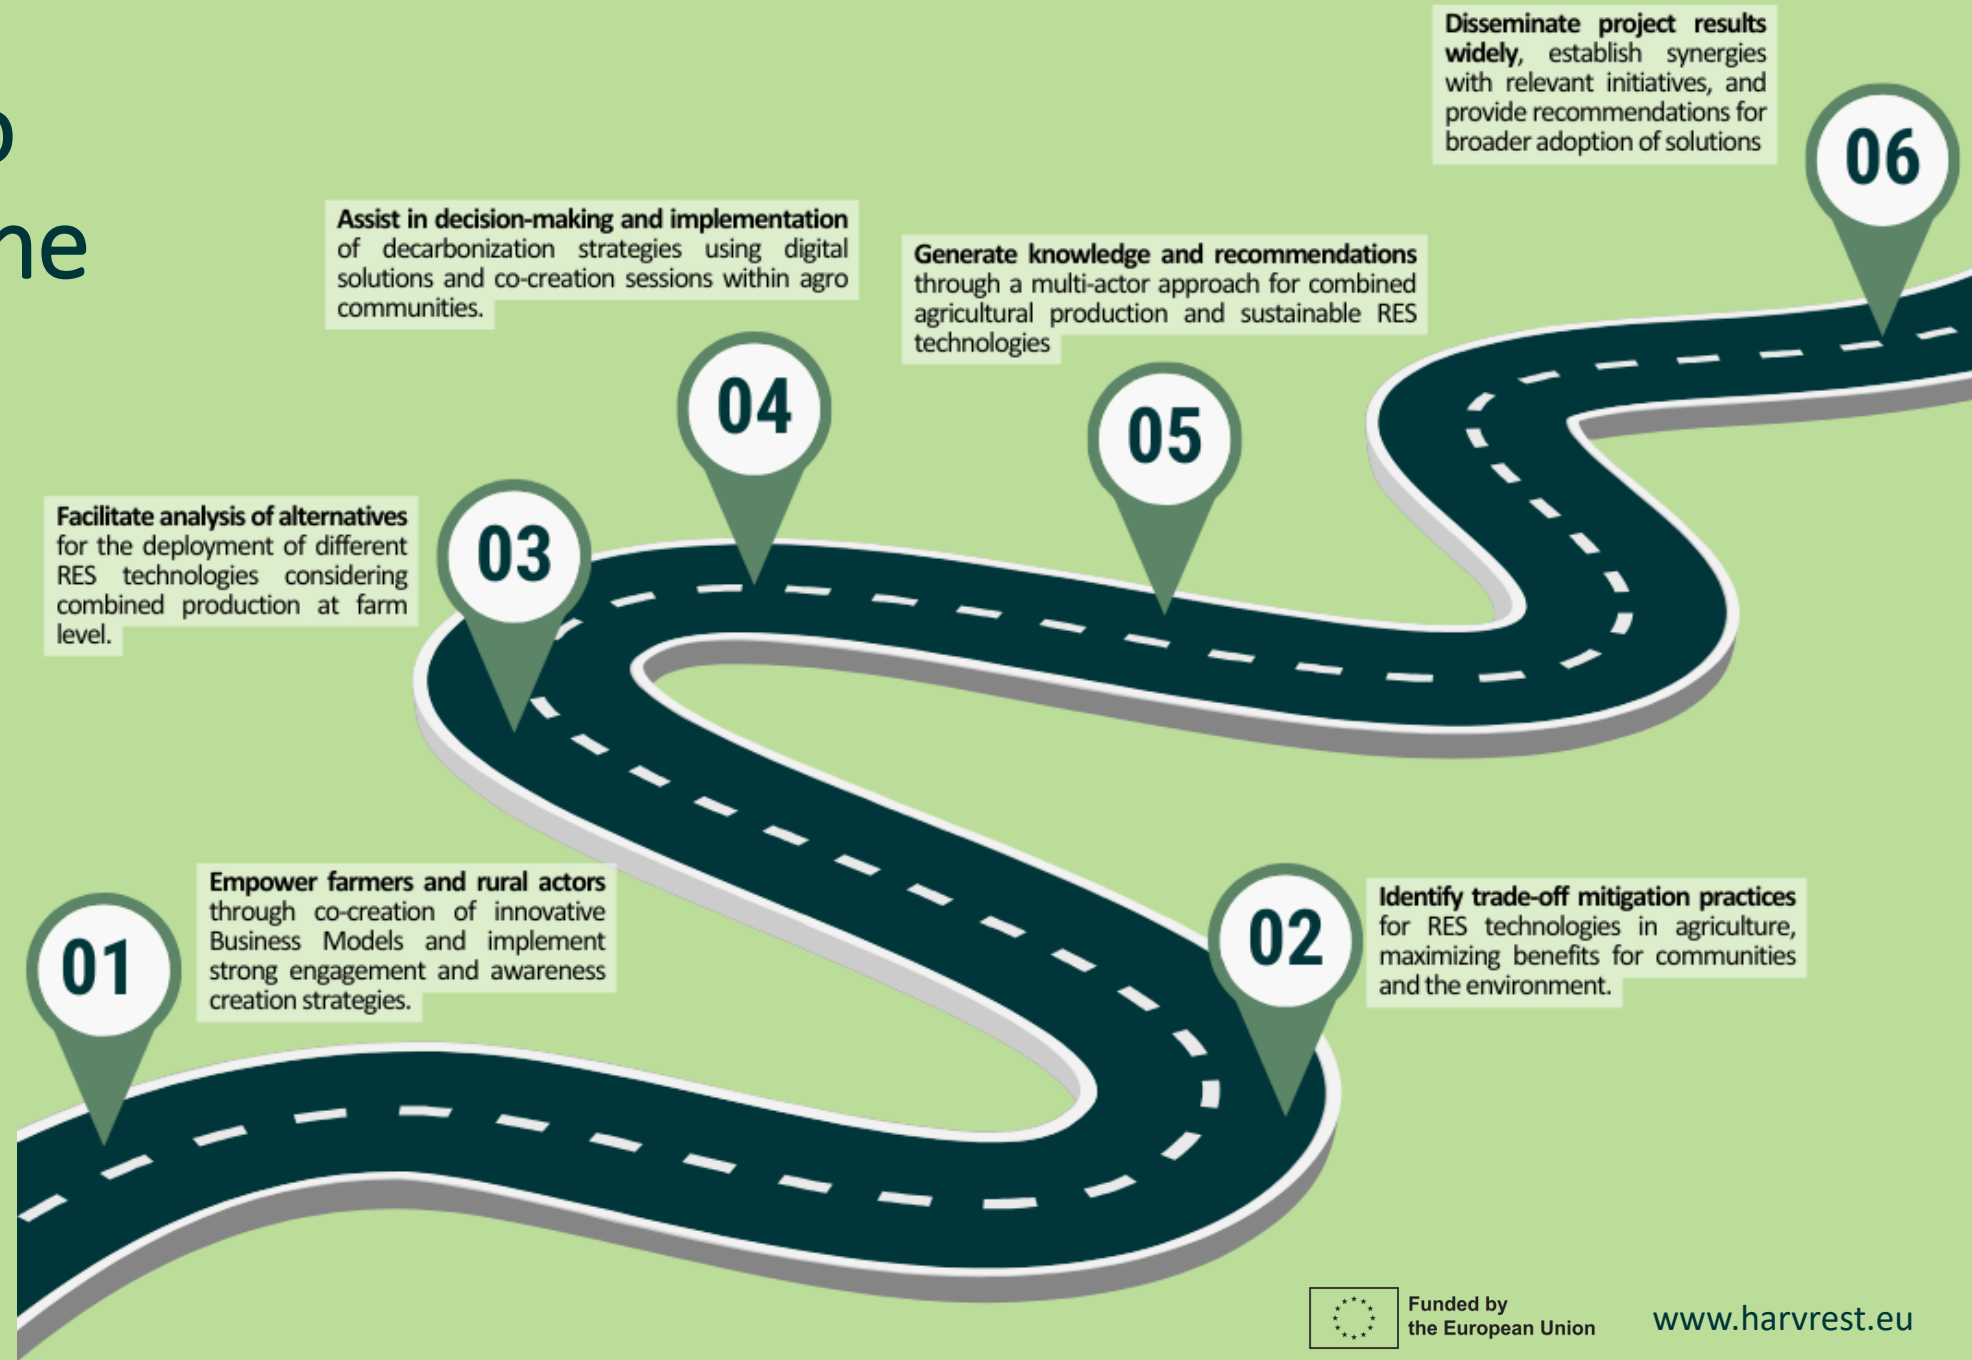 ne
Disseminate project results
widely, establish synergies
with relevant initiatives, and
provide recommendations for
broader adoption of solutions
06
Assist in decision-making and implementation
of decarbonization strategies using digital
solutions and co-creation sessions within agro
communities.
04
Generate knowledge and recommendations
through a multi-actor approach for combined
agricultural production and sustainable RES
technologies
05
Facilitate analysis of alternatives
for the deployment of different
RES technologies considering
combined production at farm
level.
03
01
Empower farmers and rural actors
through co-creation of innovative
Business Models and implement
strong engagement and awareness
creation strategies.
02
Identify trade-off mitigation practices
for RES technologies in agriculture,
maximizing benefits for communities
and the environment.
Funded by
the European Union
www.harvrest.eu